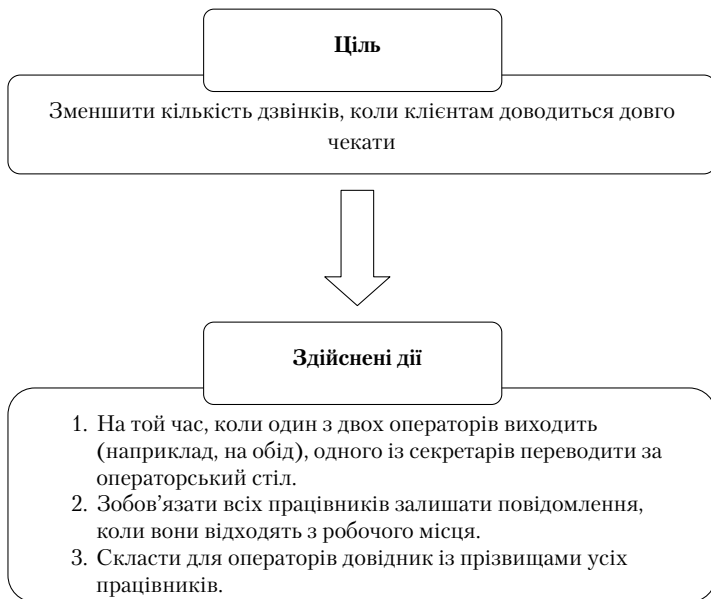 Ціль
Зменшити кількість дзвінків, коли клієнтам доводиться довго
чекати
Здійснені дії
1. На той час, коли один з двох операторів виходить
(наприклад, на обід), одного із секретарів переводити за
операторський стіл.
2. Зобов’язати всіх працівників залишати повідомлення,
коли вони відходять з робочого місця.
3. Скласти для операторів довідник із прізвищами усіх
працівників.